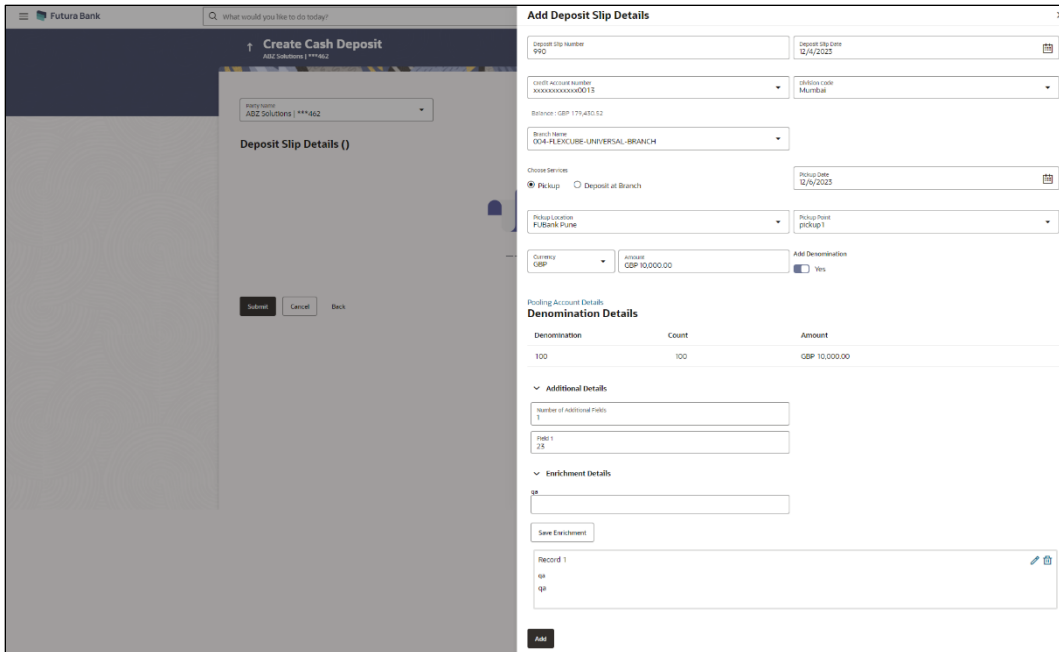 Futura Bank
What would you like to do today?
Create Cash Deposit
ABZ Solutions | ***462
Party Name
ABZ Solutions | ***462
Deposit Slip Details ()
Submit
Cancel
Back
Add Deposit Slip Details
Deposit Slip Number
990
Deposit Slip Date
12/4/2023
Credit Account Number
xxxxxxxxxxxx0013
Division Code
Mumbai
Balance : GBP 179,430.52
Branch Name
004-FLEXCUBE-UNIVERSAL-BRANCH
Choose Services
Pickup
Deposit at Branch
Pickup Date
12/6/2023
Pickup Location
FUBank Pune
Pickup Point
pickup1
Currency
GBP
Amount
GBP 10,000.00
Add Denomination
Yes
Pooling Account Details
Denomination Details
Denomination Count Amount
100 100 GBP 10,000.00
Additional Details
Number of Additional Fields
1
Field 1
23
Enrichment Details
qa
Save Enrichment
Record 1
qa
qa
Add